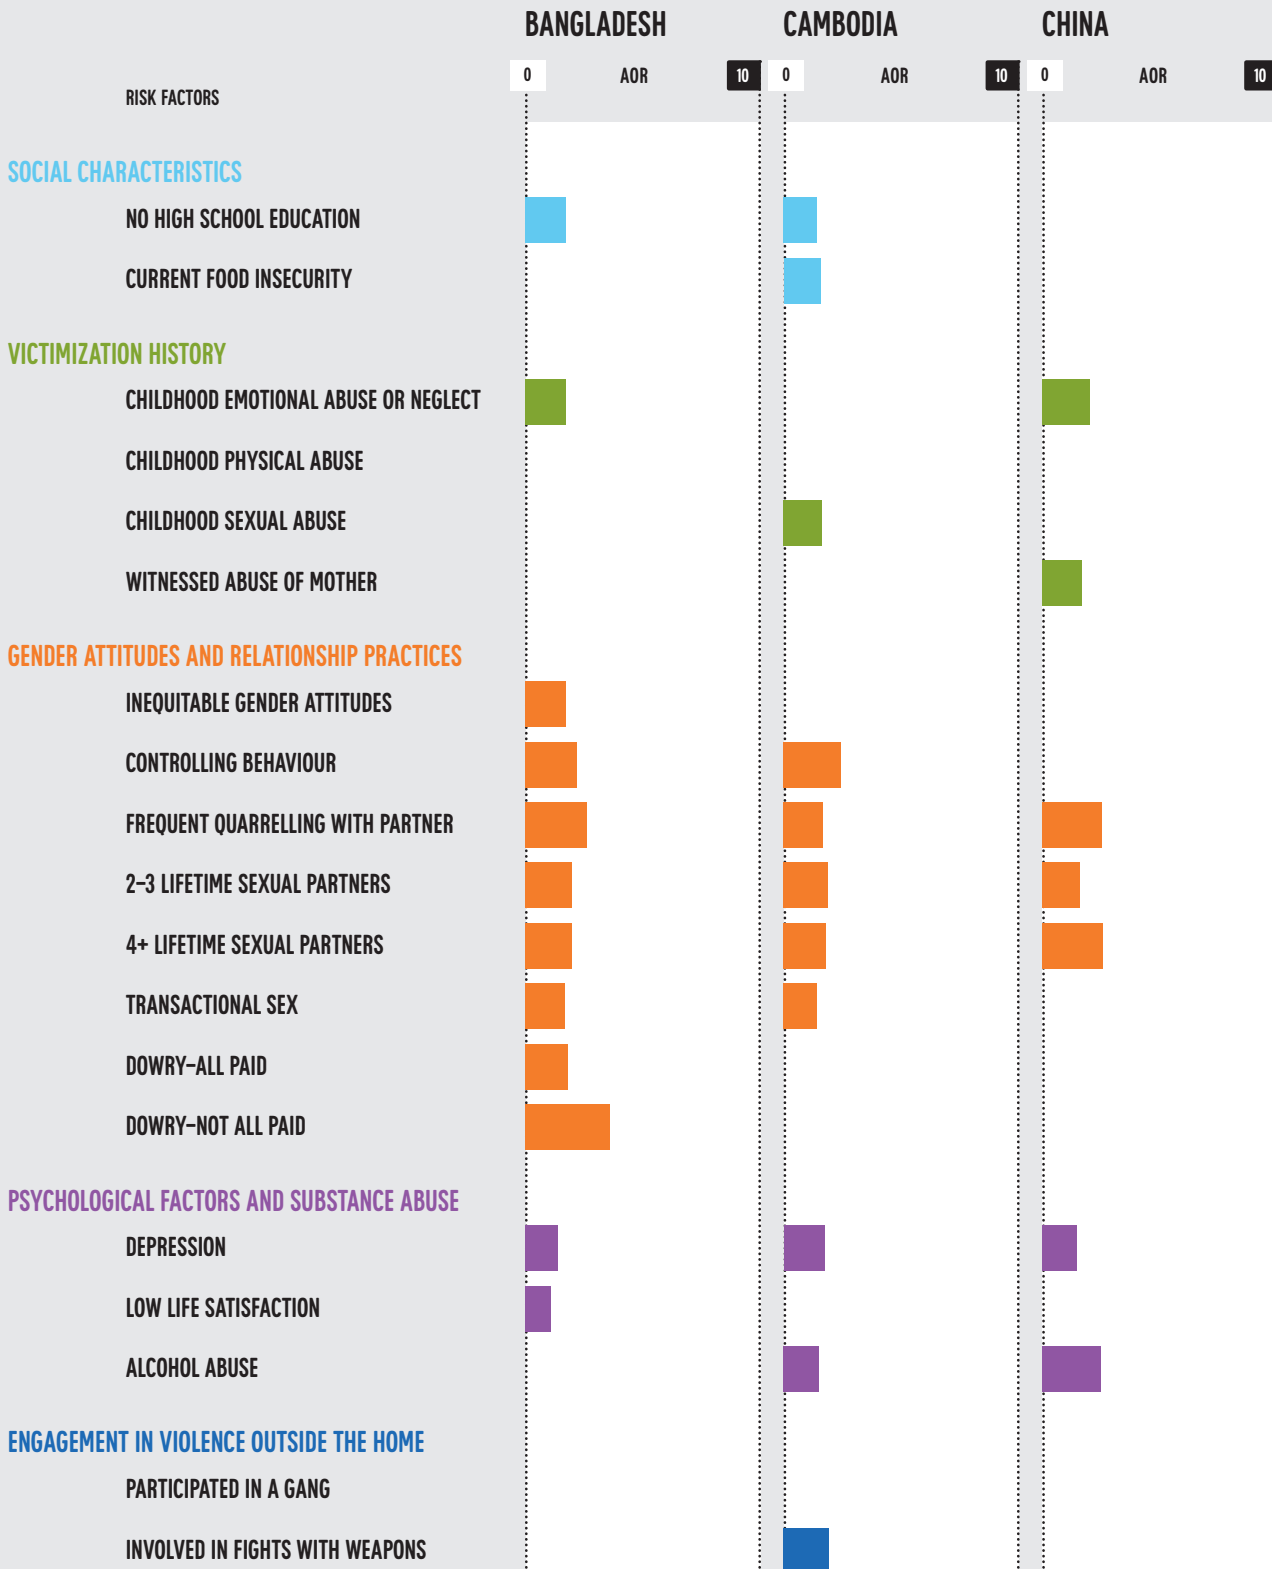 BANGLADESH CAMBODIA CHINA
0 AOR 10 0 AOR 10 0 AOR 10
RISK FACTORS
SOCIAL CHARACTERISTICS
NO HIGH SCHOOL EDUCATION
CURRENT FOOD INSECURITY
VICTIMIZATION HISTORY
CHILDHOOD EMOTIONAL ABUSE OR NEGLECT
CHILDHOOD PHYSICAL ABUSE
CHILDHOOD SEXUAL ABUSE
WITNESSED ABUSE OF MOTHER
GENDER ATTITUDES AND RELATIONSHIP PRACTICES
INEQUITABLE GENDER ATTITUDES
CONTROLLING BEHAVIOUR
FREQUENT QUARRELLING WITH PARTNER
2–3 LIFETIME SEXUAL PARTNERS
4+ LIFETIME SEXUAL PARTNERS
TRANSACTIONAL SEX
DOWRY–ALL PAID
DOWRY–NOT ALL PAID
PSYCHOLOGICAL FACTORS AND SUBSTANCE ABUSE
DEPRESSION
LOW LIFE SATISFACTION
ALCOHOL ABUSE
ENGAGEMENT IN VIOLENCE OUTSIDE THE HOME
PARTICIPATED IN A GANG
INVOLVED IN FIGHTS WITH WEAPONS